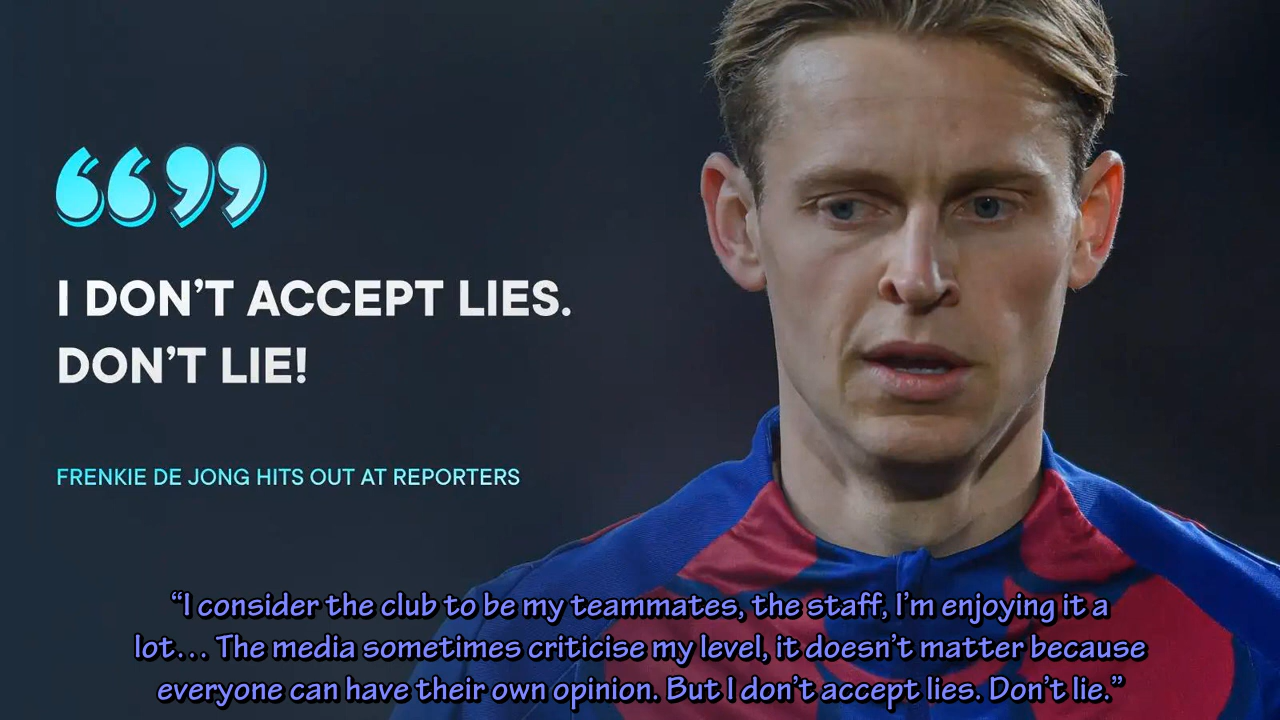 “ ”
I DON’T ACCEPT LIES.
DON’T LIE!
FRENKIE DE JONG HITS OUT AT REPORTERS
“I consider the club to be my teammates, the staff, I’m enjoying it a
lot... The media sometimes criticise my level, it doesn’t matter because
everyone can have their own opinion. But I don’t accept lies. Don’t lie.”